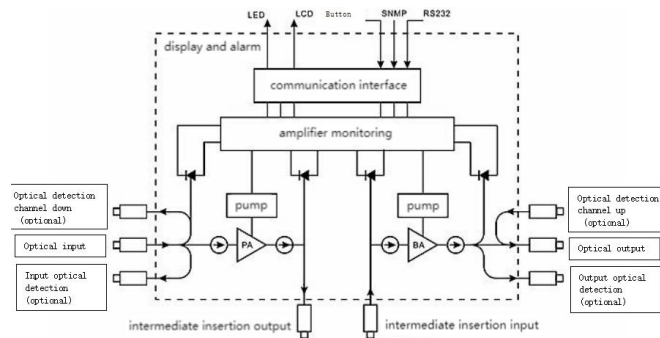 LED LCD Button SNMP RS232
display and alarm
communication interface
amplifier monitoring
Optical detection
channel down
(optional)
pump
pump
Optical detection
channel up
(optional)
Optical input
PA
BA
Optical output
Input optical
detection
(optional)
Output optical
detection
(optional)
intermediate insertion output
intermediate insertion input